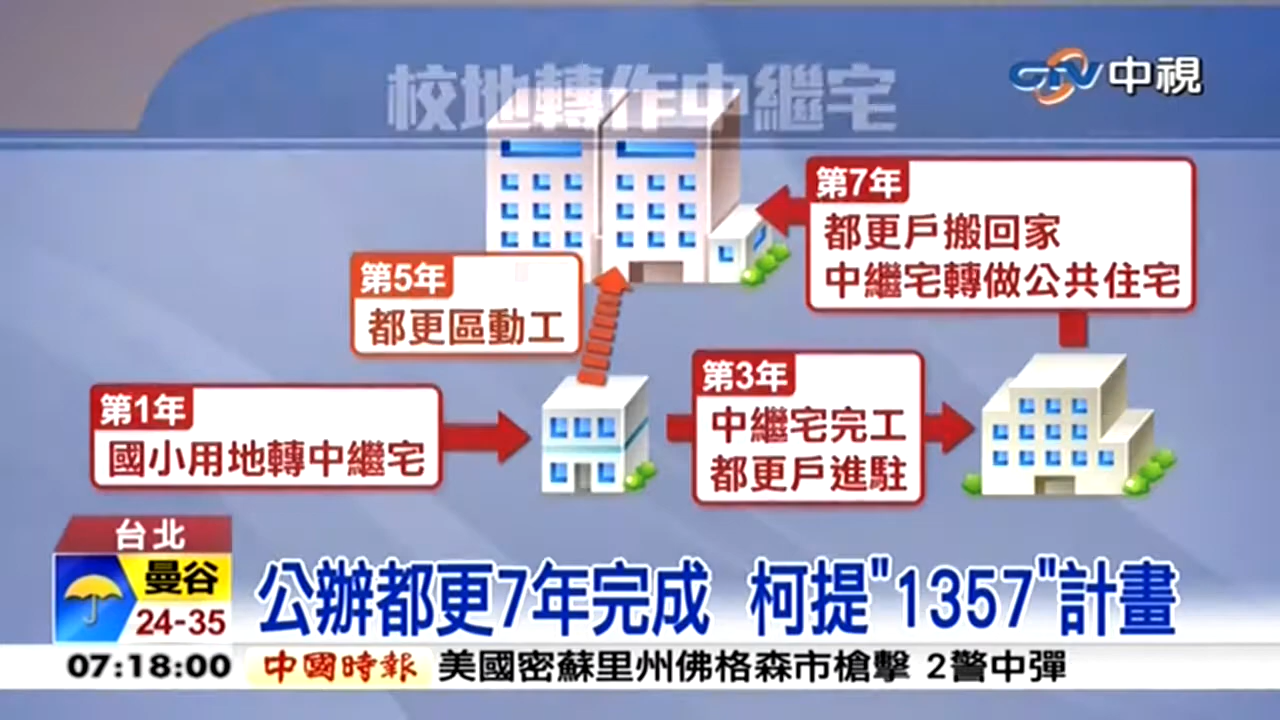 校地轉作中繼宅
CTV 中視
第7年
都更戶搬回家
中繼宅轉做公共住宅
第5年
都更區動工
第3年
中繼宅完工
都更戶進駐
第1年
國小用地轉中繼宅
台北
曼谷
24-35
公辦都更7年完成 柯提"1357"計畫
07:18:00 中國時報 美國密蘇里州佛格森市槍擊 2警中彈